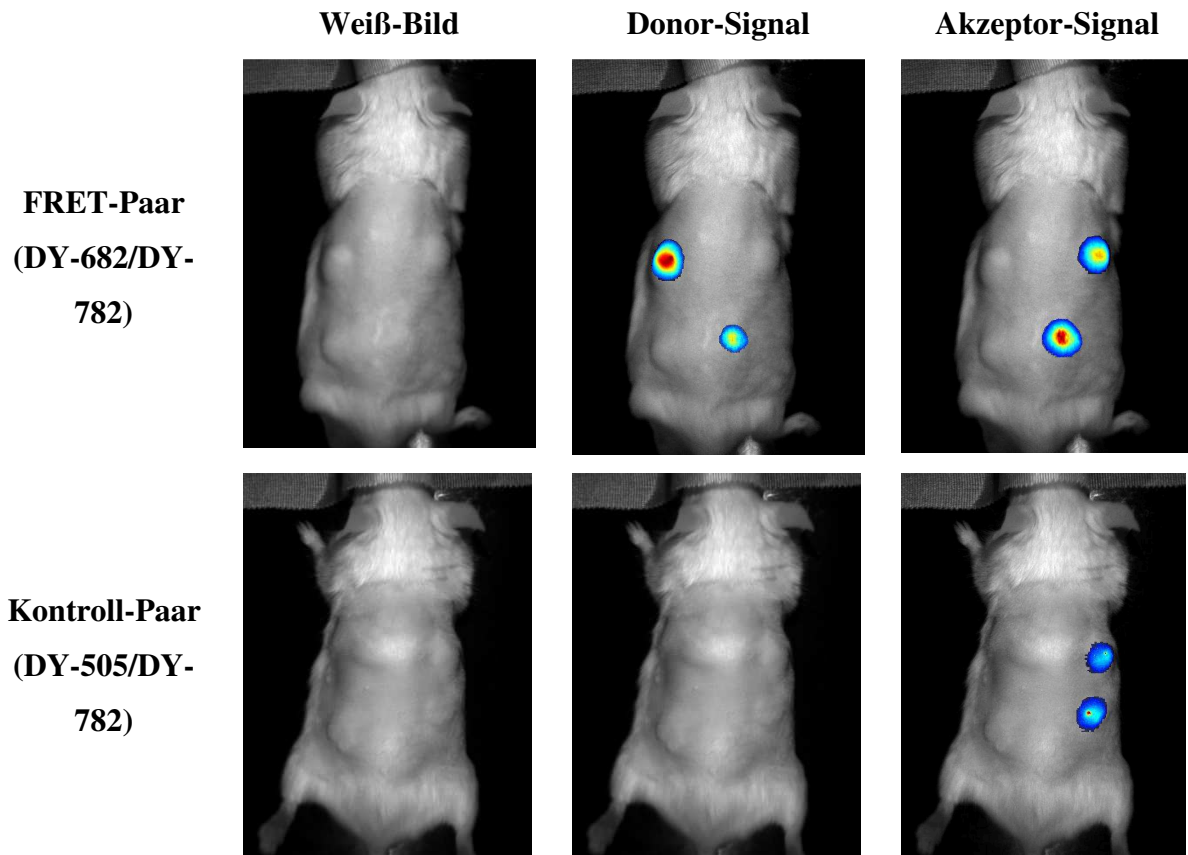 Weiß-Bild
Donor-Signal
Akzeptor-Signal
FRET-Paar
(DY-682/DY-
782)
Kontroll-Paar
(DY-505/DY-
782)